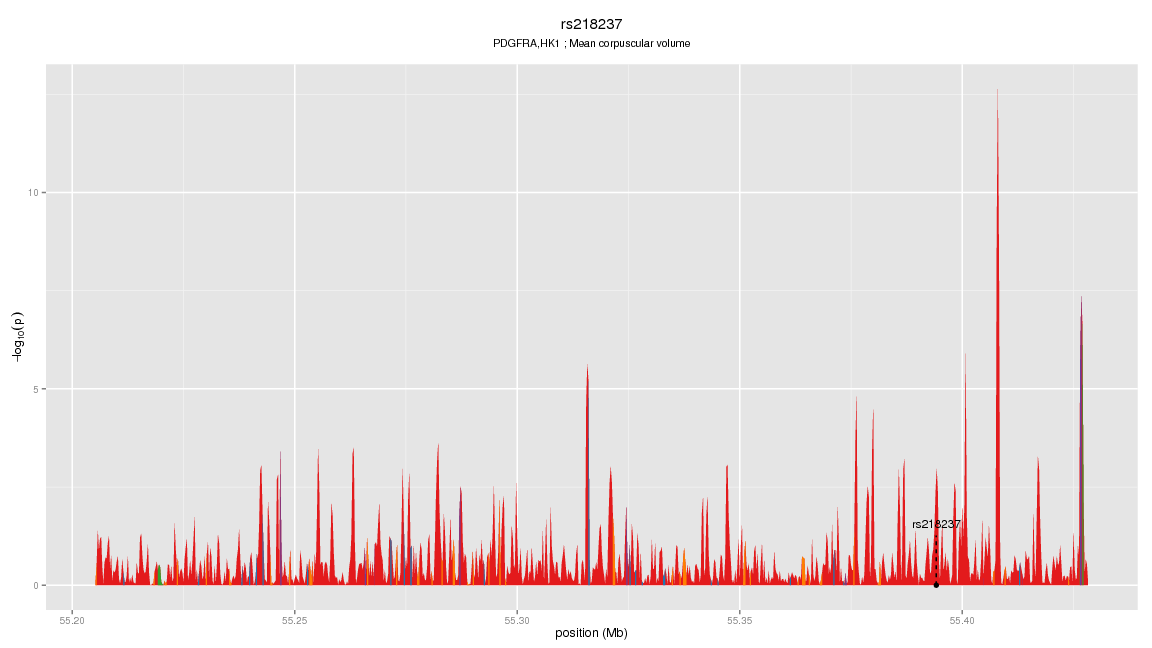 rs218237
PDGFRA,HK1 ; Mean corpuscular volume
−log10(p)
10
5
0
rs218237
55.20 55.25 55.30 55.35 55.40
position (Mb)